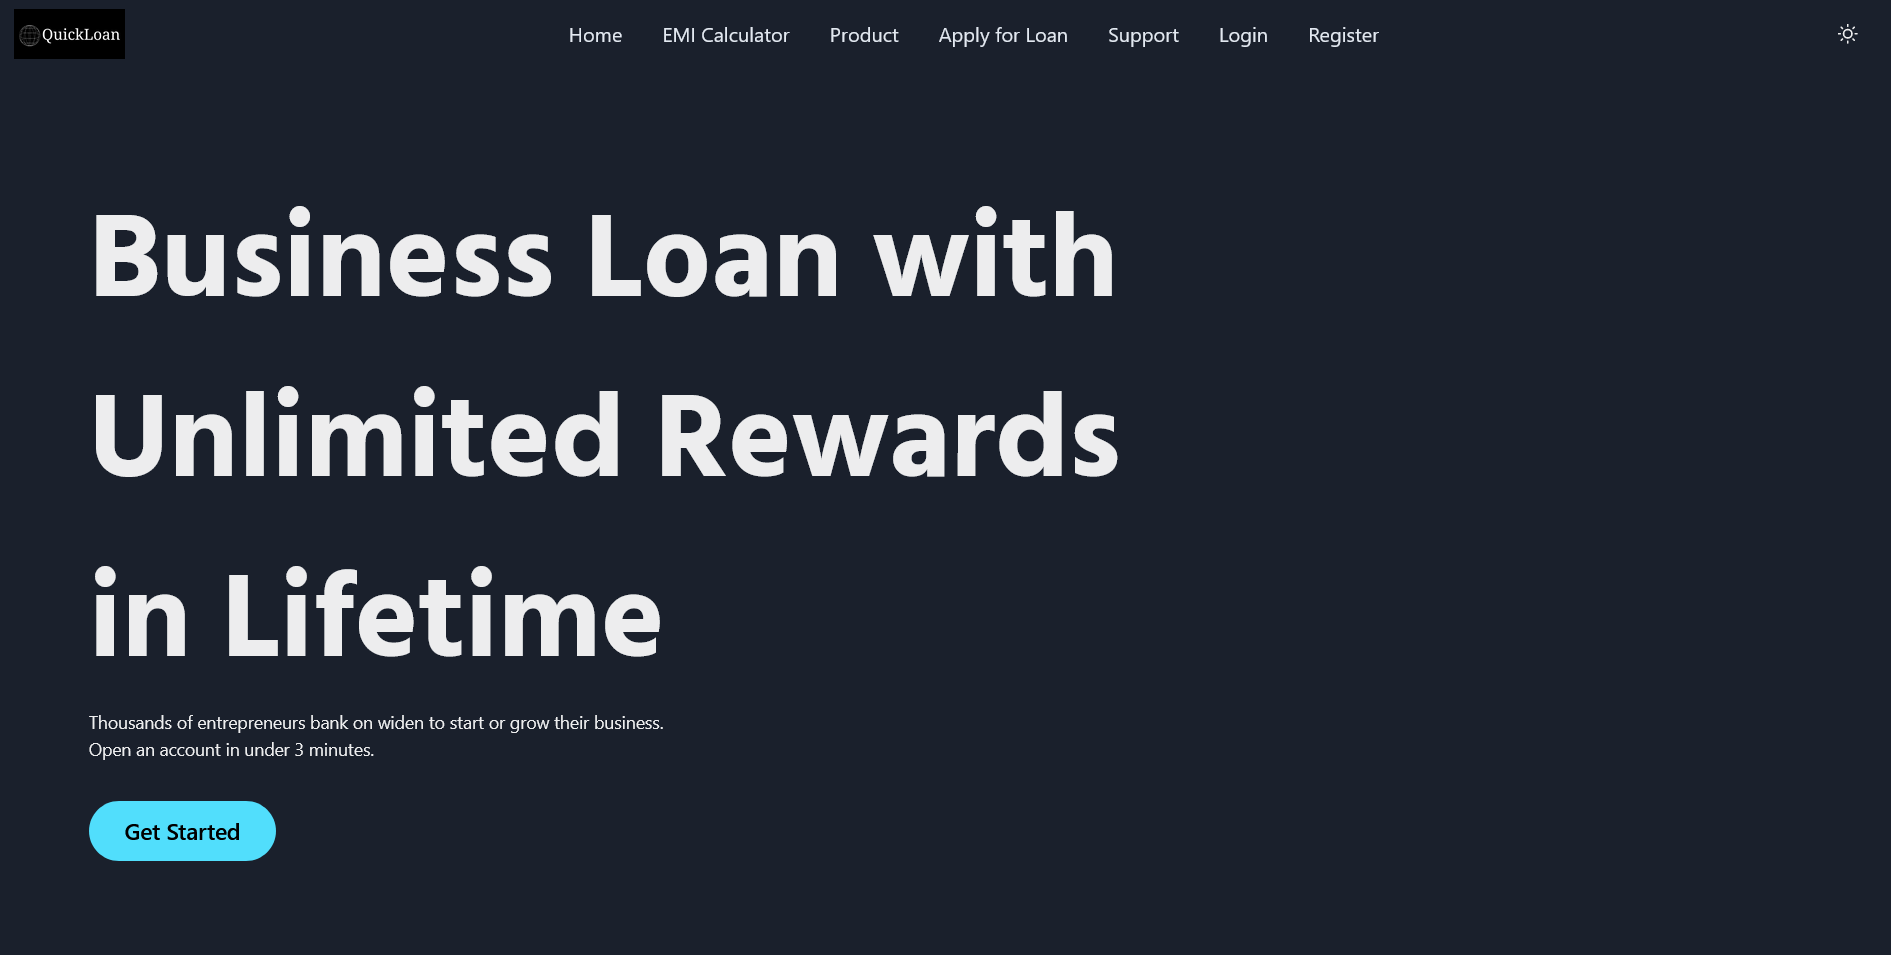 QuickLoan
Home
EMI Calculator
Product
Apply for Loan
Support
Login
Register
Business Loan with
Unlimited Rewards
in Lifetime
Thousands of entrepreneurs bank on widen to start or grow their business.
Open an account in under 3 minutes.
Get Started